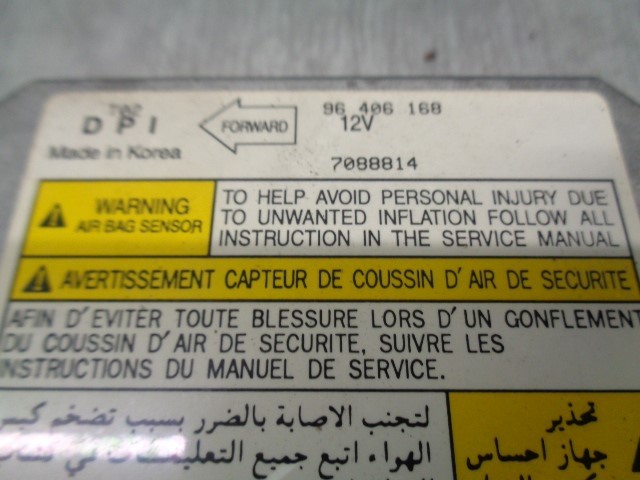 DPI
Made in Korea
FORWARD
96 406 168
12V
7088814
WARNING
AIR BAG SENSOR
TO HELP AVOID PERSONAL INJURY DUE
TO UNWANTED INFLATION FOLLOW ALL
INSTRUCTION IN THE SERVICE MANUAL
AVERTISSEMENT CAPTEUR DE COUSSIN D'AIR DE SECURITE
AFIN D'EVITER TOUTE BLESSURE LORS D'UN GONFLEMENT
DU COUSSIN D'AIR DE SECURITE, SUIVRE LES
INSTRUCTIONS DU MANUEL DE SERVICE.
تحذير
جهاز احساس
لتجنب الاصابة بالضرر بسبب تضخم كيس
الهواء اتبع جميع